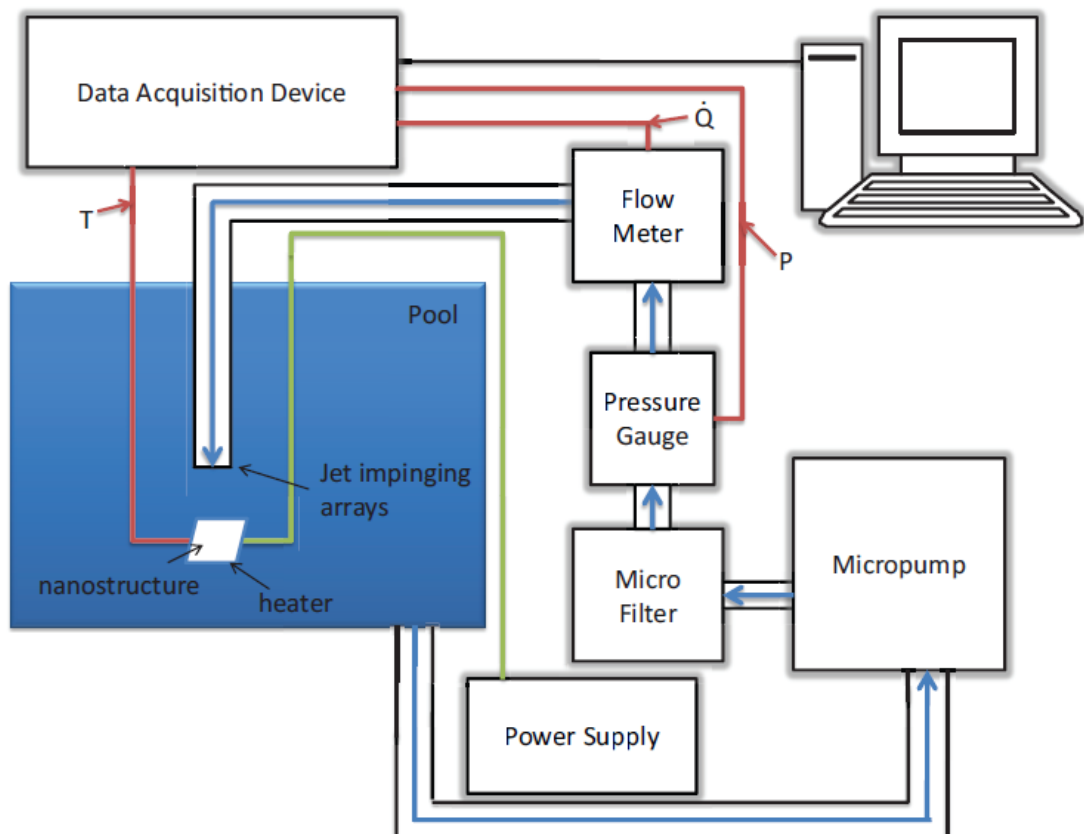 Data Acquisition Device
Q̇
T
Flow
Meter
P
Pool
Pressure
Gauge
Jet impinging
arrays
nanostructure
heater
Micro
Filter
Micropump
Power Supply